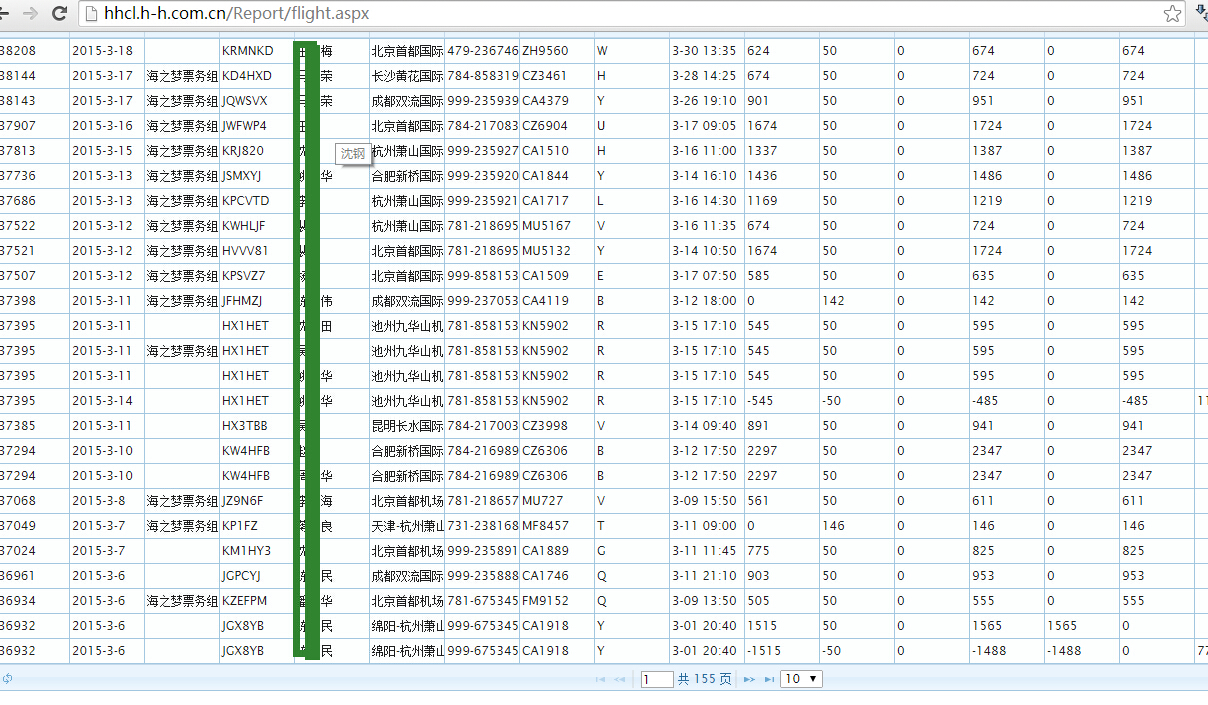 hhcl.h-h.com.cn/Report/flight.aspx
38208 2015-3-18 KRMNKD 梅 北京首都国际 479-236746 ZH9560 W 3-30 13:35 624 50 0 674 0 674
38144 2015-3-17 海之梦票务组 KD4HXD 荣 长沙黄花国际 784-858319 CZ3461 H 3-28 14:25 674 50 0 724 0 724
38143 2015-3-17 海之梦票务组 JQWSVX 荣 成都双流国际 999-235939 CA4379 Y 3-26 19:10 901 50 0 951 0 951
37907 2015-3-16 海之梦票务组 JWFWP4 北京首都国际 784-217083 CZ6904 U 3-17 09:05 1674 50 0 1724 0 1724
37813 2015-3-15 海之梦票务组 KRJ820 沈钢 杭州萧山国际 999-235927 CA1510 H 3-16 11:00 1337 50 0 1387 0 1387
37736 2015-3-13 海之梦票务组 JSMXYJ 华 合肥新桥国际 999-235920 CA1844 Y 3-14 16:10 1436 50 0 1486 0 1486
37686 2015-3-13 海之梦票务组 KPCVTD 杭州萧山国际 999-235921 CA1717 L 3-16 14:30 1169 50 0 1219 0 1219
37522 2015-3-12 海之梦票务组 KWHLJF 杭州萧山国际 781-218695 MU5167 V 3-16 11:35 674 50 0 724 0 724
37521 2015-3-12 海之梦票务组 HVVV81 北京首都国际 781-218695 MU5132 Y 3-14 10:50 1674 50 0 1724 0 1724
37507 2015-3-12 海之梦票务组 KPSVZ7 北京首都国际 999-858153 CA1509 E 3-17 07:50 585 50 0 635 0 635
37398 2015-3-11 海之梦票务组 JFHMZJ 伟 成都双流国际 999-237053 CA4119 B 3-12 18:00 0 142 0 142 0 142
37395 2015-3-11 HX1HET 田 池州九华山机 781-858153 KN5902 R 3-15 17:10 545 50 0 595 0 595
37395 2015-3-11 海之梦票务组 HX1HET 池州九华山机 781-858153 KN5902 R 3-15 17:10 545 50 0 595 0 595
37395 2015-3-11 HX1HET 华 池州九华山机 781-858153 KN5902 R 3-15 17:10 545 50 0 595 0 595
37395 2015-3-14 HX1HET 华 池州九华山机 781-858153 KN5902 R 3-15 17:10 -545 -50 0 -485 0 -485
37385 2015-3-11 HX3TBB 昆明长水国际 784-217003 CZ3998 V 3-14 09:40 891 50 0 941 0 941
37294 2015-3-10 KW4HFB 合肥新桥国际 784-216989 CZ6306 B 3-12 17:50 2297 50 0 2347 0 2347
37294 2015-3-10 KW4HFB 华 合肥新桥国际 784-216989 CZ6306 B 3-12 17:50 2297 50 0 2347 0 2347
37068 2015-3-8 海之梦票务组 JZ9N6F 海 北京首都机场 781-218657 MU727 V 3-09 15:50 561 50 0 611 0 611
37049 2015-3-7 海之梦票务组 KP1FZ 良 天津-杭州萧山 731-238168 MF8457 T 3-11 09:00 0 146 0 146 0 146
37024 2015-3-7 KM1HY3 北京首都机场 999-235891 CA1889 G 3-11 11:45 775 50 0 825 0 825
36961 2015-3-6 JGPCYJ 民 成都双流国际 999-235888 CA1746 Q 3-11 21:10 903 50 0 953 0 953
36934 2015-3-6 海之梦票务组 KZEFPM 华 北京首都机场 781-675345 FM9152 Q 3-09 13:50 505 50 0 555 0 555
36932 2015-3-6 JGX8YB 民 绵阳-杭州萧山 999-675345 CA1918 Y 3-01 20:40 1515 50 0 1565 1565 0
36932 2015-3-6 JGX8YB 民 绵阳-杭州萧山 999-675345 CA1918 Y 3-01 20:40 -1515 -50 0 -1488 -1488 0
1 共 155 页 10